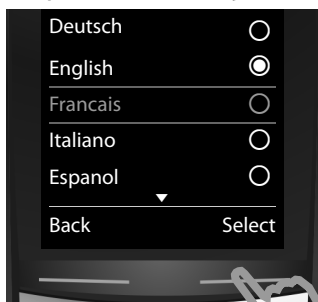 Deutsch
English
Francais
Italiano
Espanol
Back Select